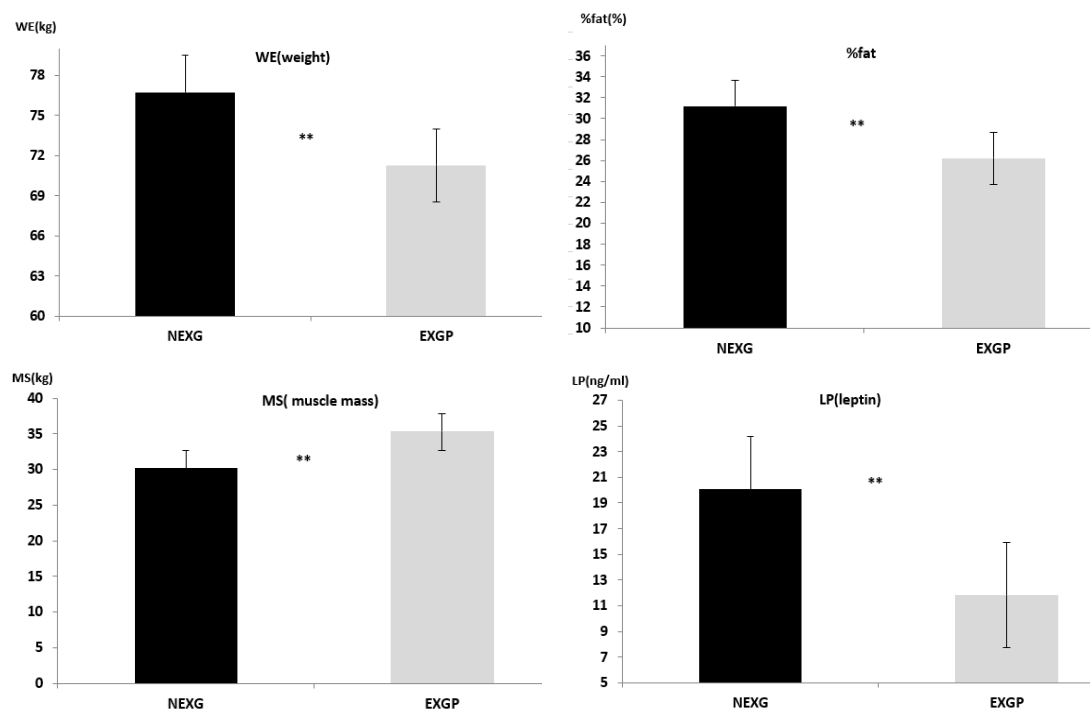 WE(kg)
WE(weight)
78
75
72
69
66
63
60
**
NEXG
EXGP
%fat(%)
%fat
36
34
32
30
28
26
24
22
20
18
16
14
12
10
**
NEXG
EXGP
MS(kg)
MS( muscle mass)
40
35
30
25
20
15
10
5
0
**
NEXG
EXGP
LP(ng/ml)
LP(leptin)
27
25
23
21
19
17
15
13
11
9
7
5
**
NEXG
EXGP